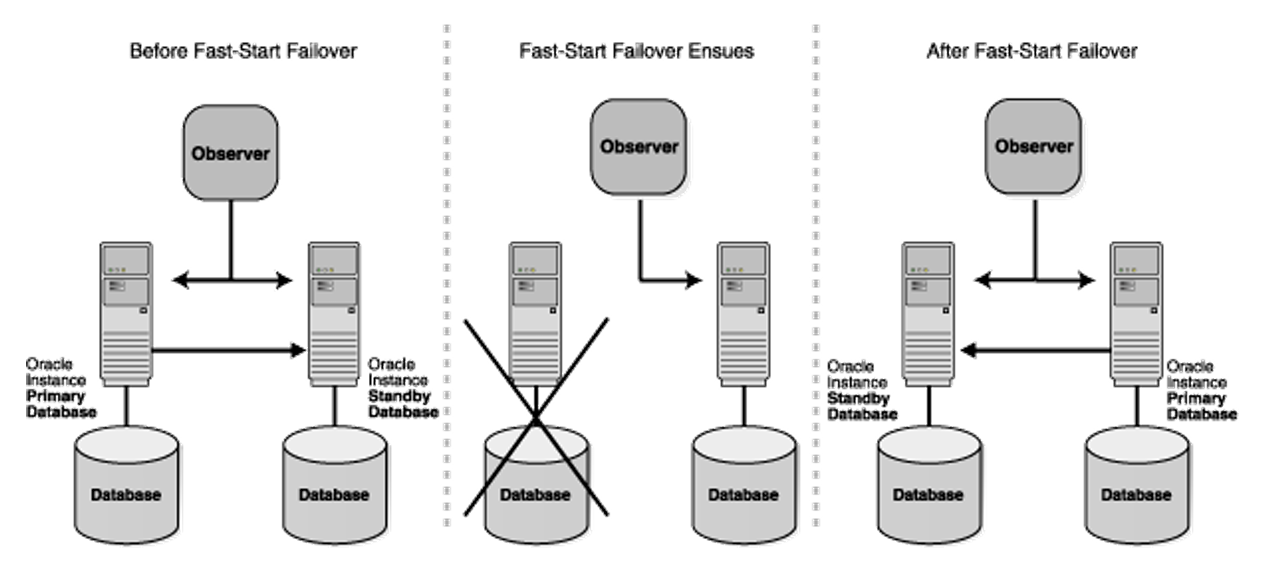 Before Fast-Start Failover
Fast-Start Failover Ensues
After Fast-Start Failover
Observer
Observer
Observer
Oracle
Instance
Primary
Database
Oracle
Instance
Standby
Database
Oracle
Instance
Standby
Database
Oracle
Instance
Primary
Database
Database
Database
Database
Database
Database
Database